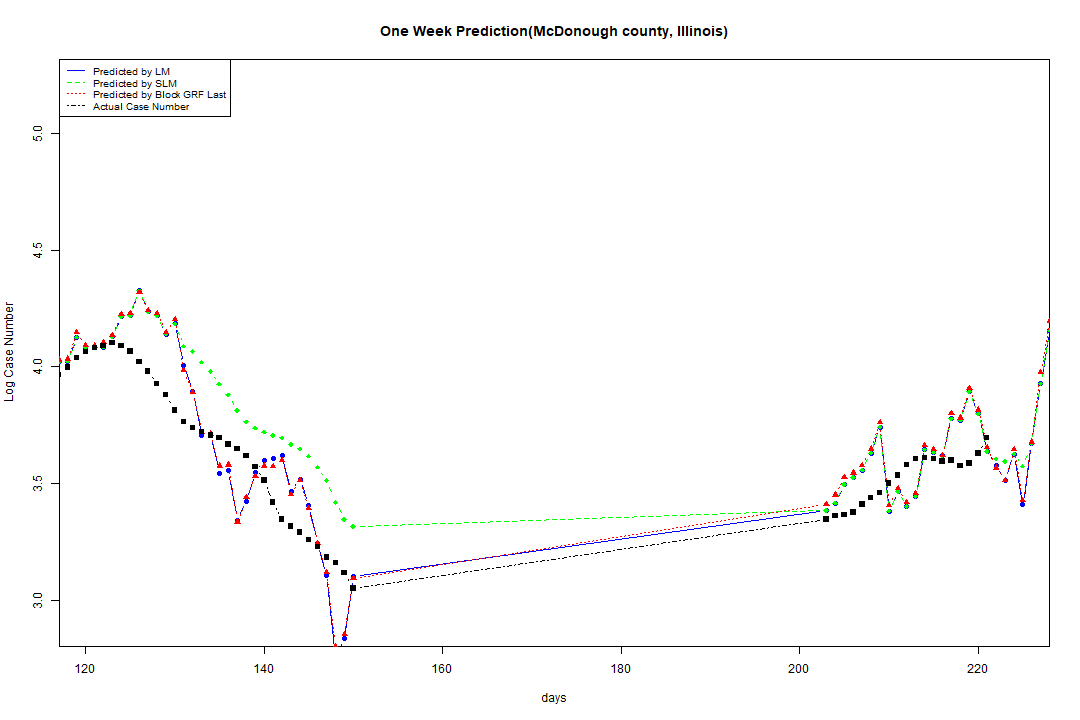 One Week Prediction(McDonough county, Illinois)
Predicted by LM
Predicted by SLM
Predicted by Block GRF Last
Actual Case Number
5.0
4.5
4.0
3.5
3.0
Log Case Number
120 140 160 180 200 220
days